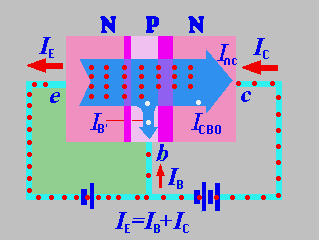 N P N
I_E I_nc I_C
e c
I_B' I_CBO
b I_B
I_E=I_B+I_C